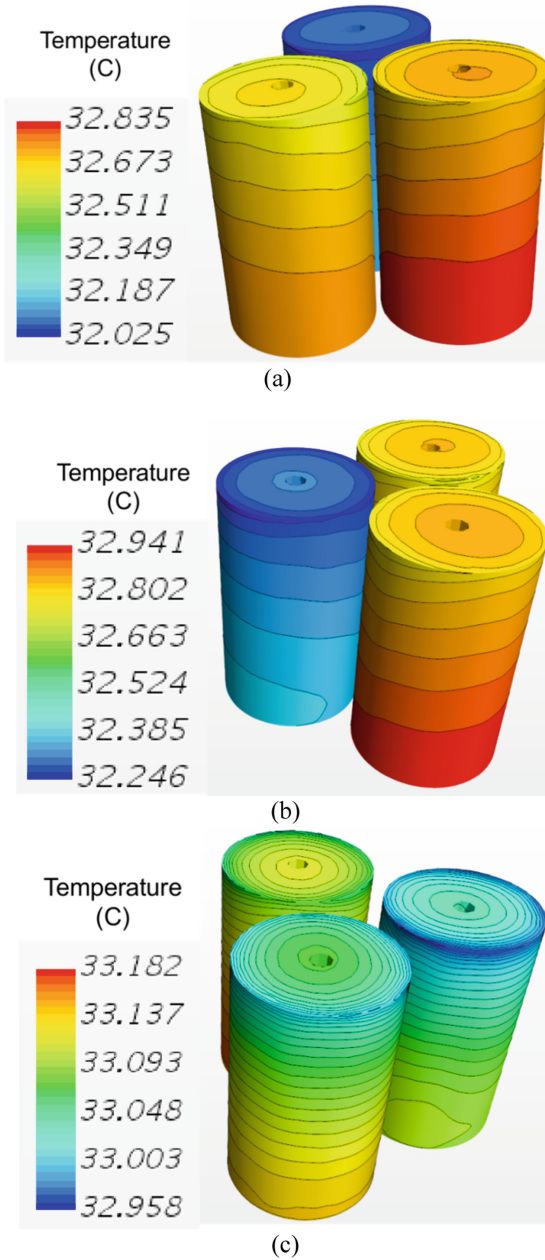 Temperature
(C)
32.835
32.673
32.511
32.349
32.187
32.025
(a)
Temperature
(C)
32.941
32.802
32.663
32.524
32.385
32.246
(b)
Temperature
(C)
33.182
33.137
33.093
33.048
33.003
32.958
(c)